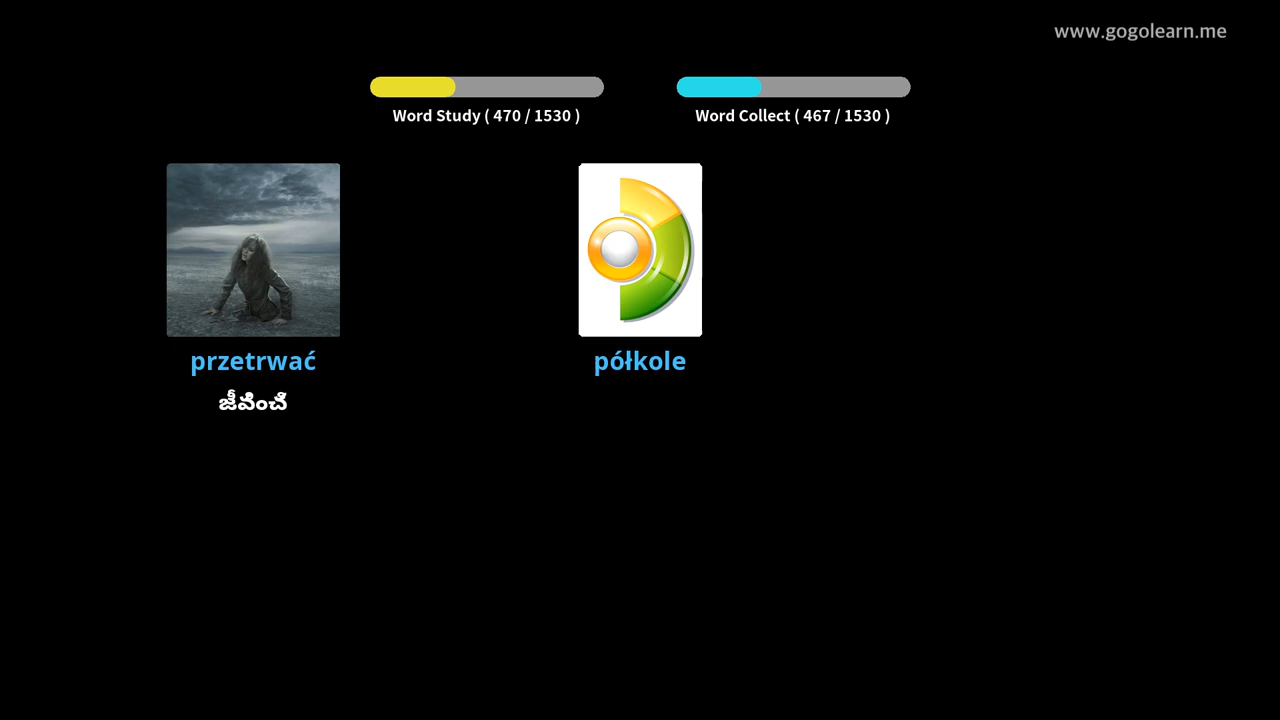 www.gogolearn.me
Word Study ( 470 / 1530 )
Word Collect ( 467 / 1530 )
przetrwać
półkole
జీవించి